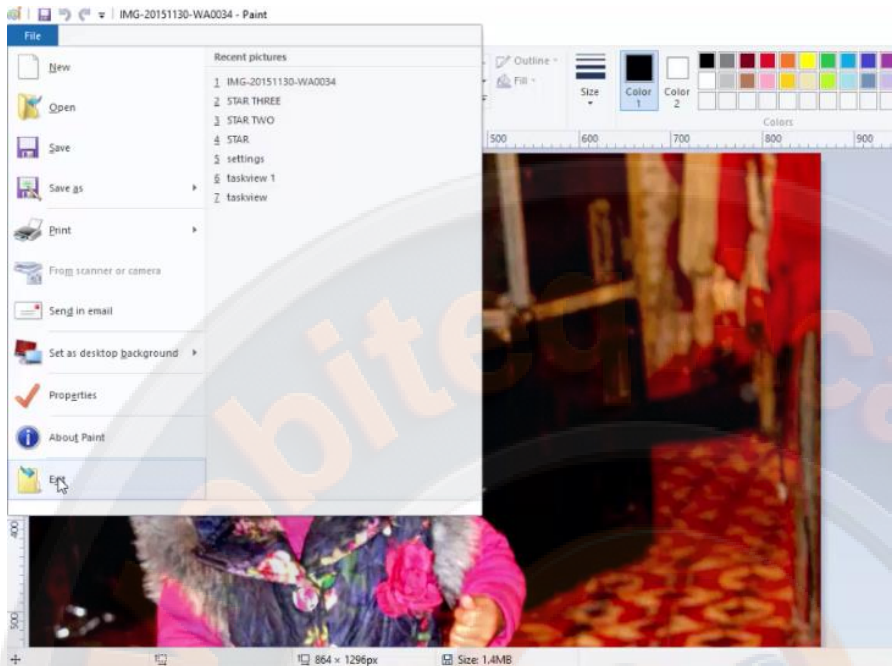 IMG-20151130-WA0034 - Paint
File
New
Open
Save
Save as
Print
From scanner or camera
Send in email
Set as desktop background
Properties
About Paint
Exit
Recent pictures
1 IMG-20151130-WA0034
2 STAR THREE
3 STAR TWO
4 STAR
5 settings
6 taskview 1
7 taskview
Outline
Fill
Size
Color 1
Color 2
Colors
500 600 700 800 900
400
500
864 × 1296px
Size: 1.4MB